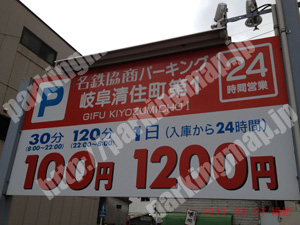 名鉄協商パーキング
岐阜清住町第1
GIFU KIYOZUMICHO 1
P
24
時間営業
30分 120分 1日(入庫から24時間)
(8:00~22:00) (22:00~8:00)
100円 1200円